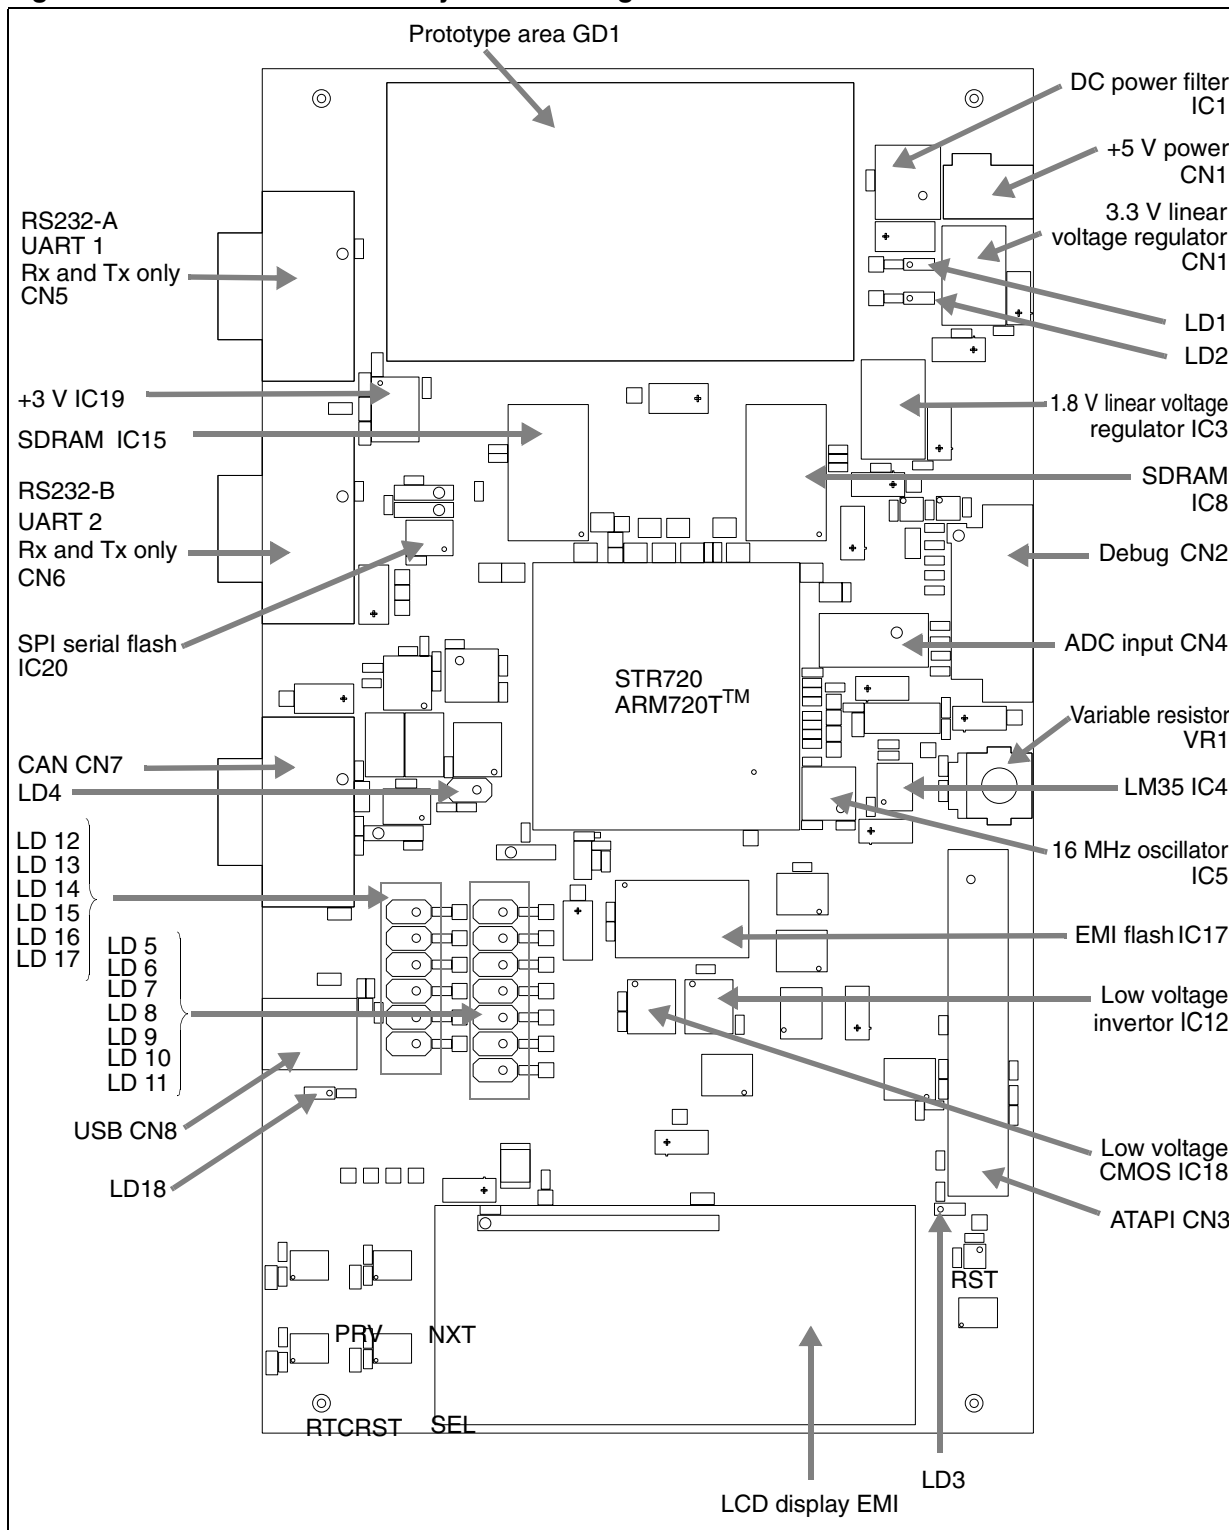 Prototype area GD1
DC power filter
IC1
+5 V power
CN1
3.3 V linear
voltage regulator
CN1
LD1
LD2
1.8 V linear voltage
regulator IC3
SDRAM
IC8
Debug CN2
ADC input CN4
Variable resistor
VR1
LM35 IC4
16 MHz oscillator
IC5
EMI flash IC17
Low voltage
invertor IC12
Low voltage
CMOS IC18
ATAPI CN3
RS232-A
UART 1
Rx and Tx only
CN5
+3 V IC19
SDRAM IC15
RS232-B
UART 2
Rx and Tx only
CN6
SPI serial flash
IC20
CAN CN7
LD4
LD 12
LD 13
LD 14
LD 15
LD 16
LD 17
LD 5
LD 6
LD 7
LD 8
LD 9
LD 10
LD 11
USB CN8
LD18
STR720
ARM720T™
RST
PRV NXT
RTCRST SEL
LD3
LCD display EMI